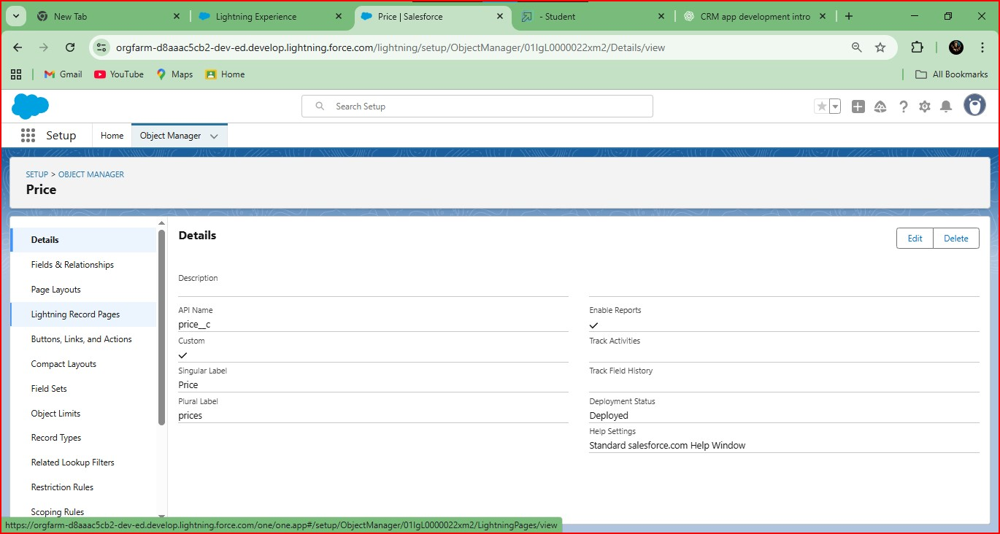 New Tab
Lightning Experience
Price | Salesforce
- Student
CRM app development intro
orgfarm-d8aaac5cb2-dev-ed.develop.lightning.force.com/lightning/setup/ObjectManager/01IgL0000022xm2/Details/view
Gmail
YouTube
Maps
Home
All Bookmarks
Search Setup
Setup
Home
Object Manager
SETUP > OBJECT MANAGER
Price
Details
Fields & Relationships
Page Layouts
Lightning Record Pages
Buttons, Links, and Actions
Compact Layouts
Field Sets
Object Limits
Record Types
Related Lookup Filters
Restriction Rules
Scoping Rules
Details
Edit
Delete
Description
API Name
price__c
Custom
Singular Label
Price
Plural Label
prices
Enable Reports
Track Activities
Track Field History
Deployment Status
Deployed
Help Settings
Standard salesforce.com Help Window
https://orgfarm-d8aaac5cb2-dev-ed.develop.lightning.force.com/one/one.app#/setup/ObjectManager/01IgL0000022xm2/LightningPages/view